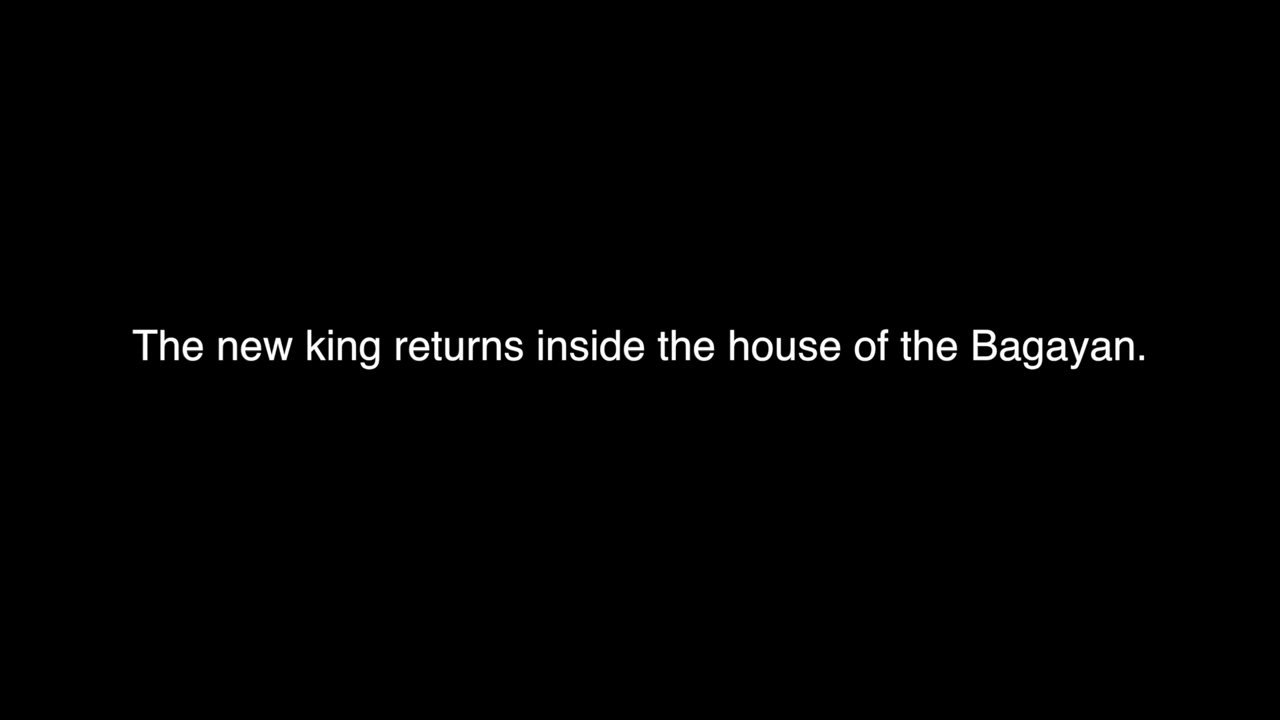 The new king returns inside the house of the Bagayan.